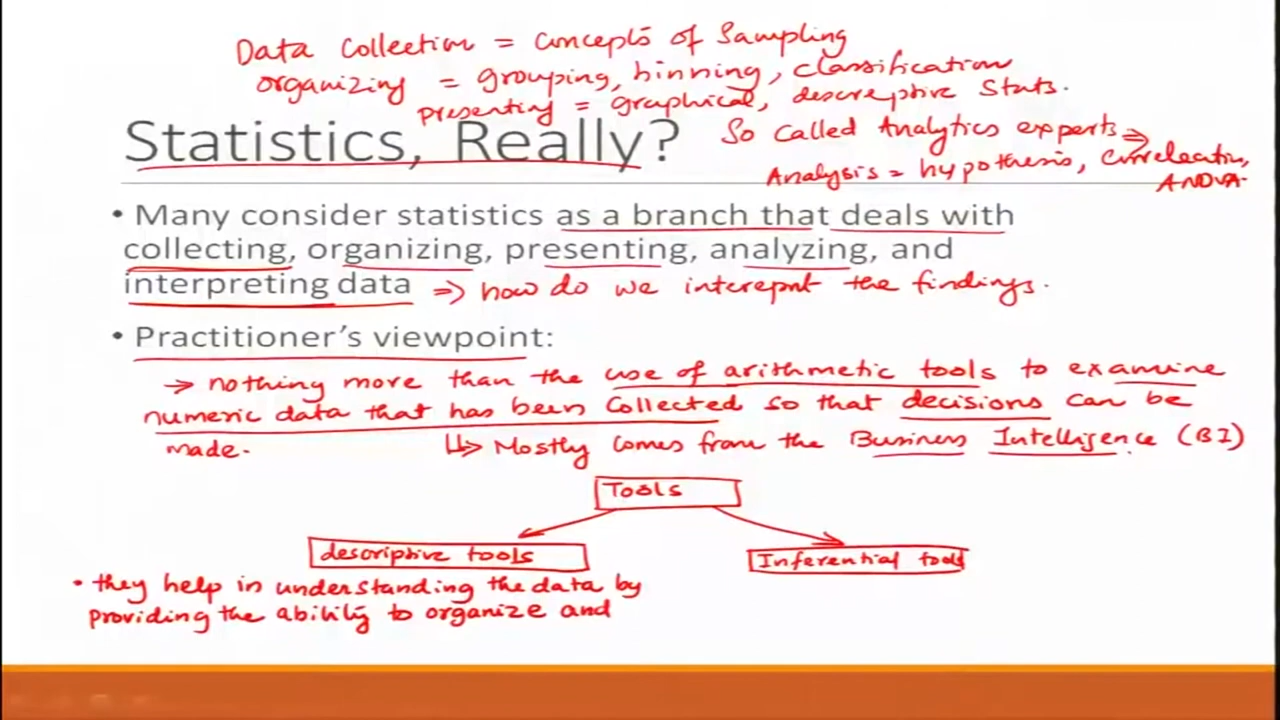 Data Collection = Concepts of Sampling
organizing = grouping, binning, classification
presenting = graphical, descreptive Stats.
Statistics, Really?
So Called Analytics experts ⇒
Analysis = hypothesis, Correlation,
ANOVA.
• Many consider statistics as a branch that deals with
collecting, organizing, presenting, analyzing, and
interpreting data ⇒ how do we interept the findings.
• Practitioner's viewpoint:
→ nothing more than the use of arithmetic tools to examine
numeric data that has been Collected so that decisions can be
made. ↳ Mostly comes from the Business Intelligence (BI)
Tools
descriptive tools Inferential tools
• they help in understanding the data by
providing the ability to organize and